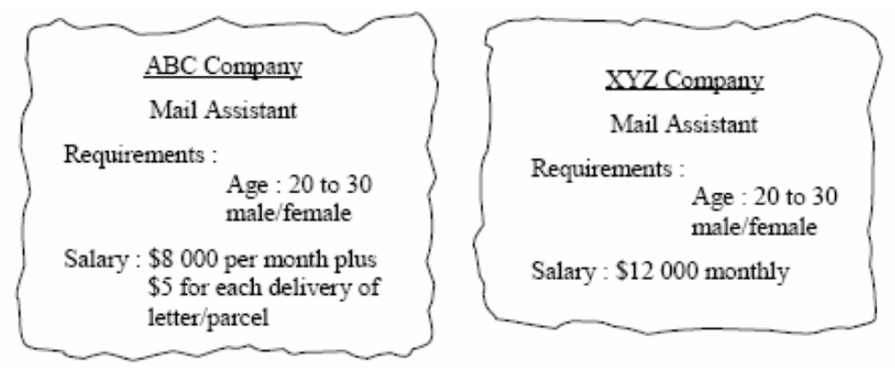 ABC Company
Mail Assistant
Requirements :
Age : 20 to 30
male/female
Salary : $8 000 per month plus
$5 for each delivery of
letter/parcel
XYZ Company
Mail Assistant
Requirements :
Age : 20 to 30
male/female
Salary : $12 000 monthly